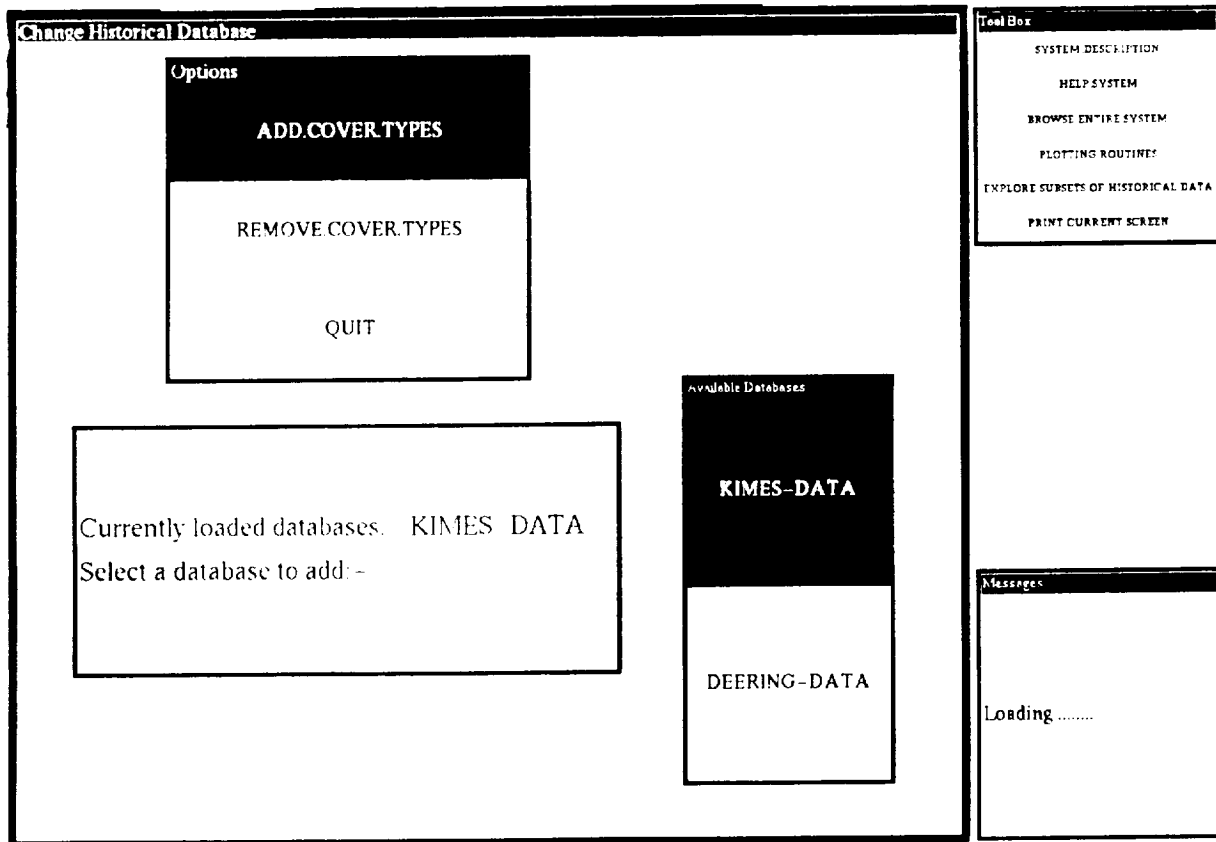 Change Historical Database
Options
ADD.COVER.TYPES
REMOVE.COVER.TYPES
QUIT
Currently loaded databases. KIMES DATA
Select a database to add: -
Available Databases
KIMES-DATA
DEERING-DATA
Tool Box
SYSTEM DESCRIPTION
HELP SYSTEM
BROWSE ENTIRE SYSTEM
PLOTTING ROUTINES
EXPLORE SUBSETS OF HISTORICAL DATA
PRINT CURRENT SCREEN
Messages
Loading ........